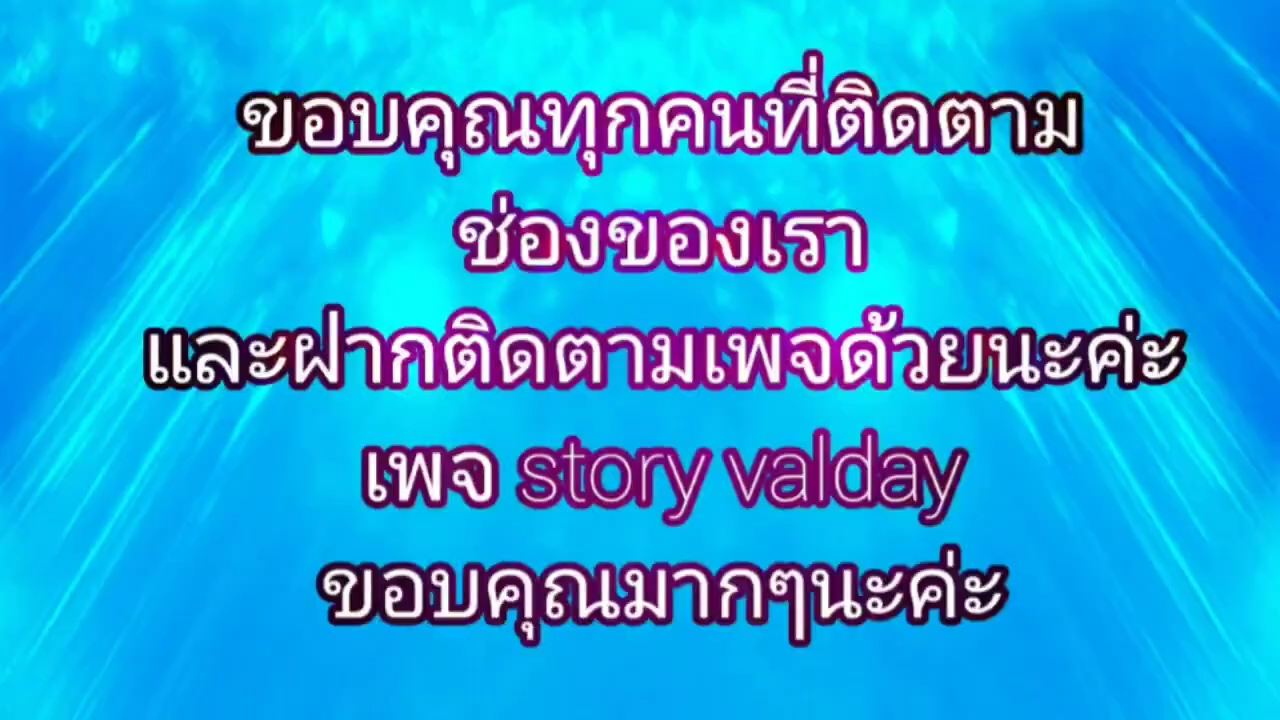 ขอบคุณทุกคนที่ติดตาม
ช่องของเรา
และฝากติดตามเพจด้วยนะค่ะ
เพจ story valday
ขอบคุณมากๆนะค่ะ